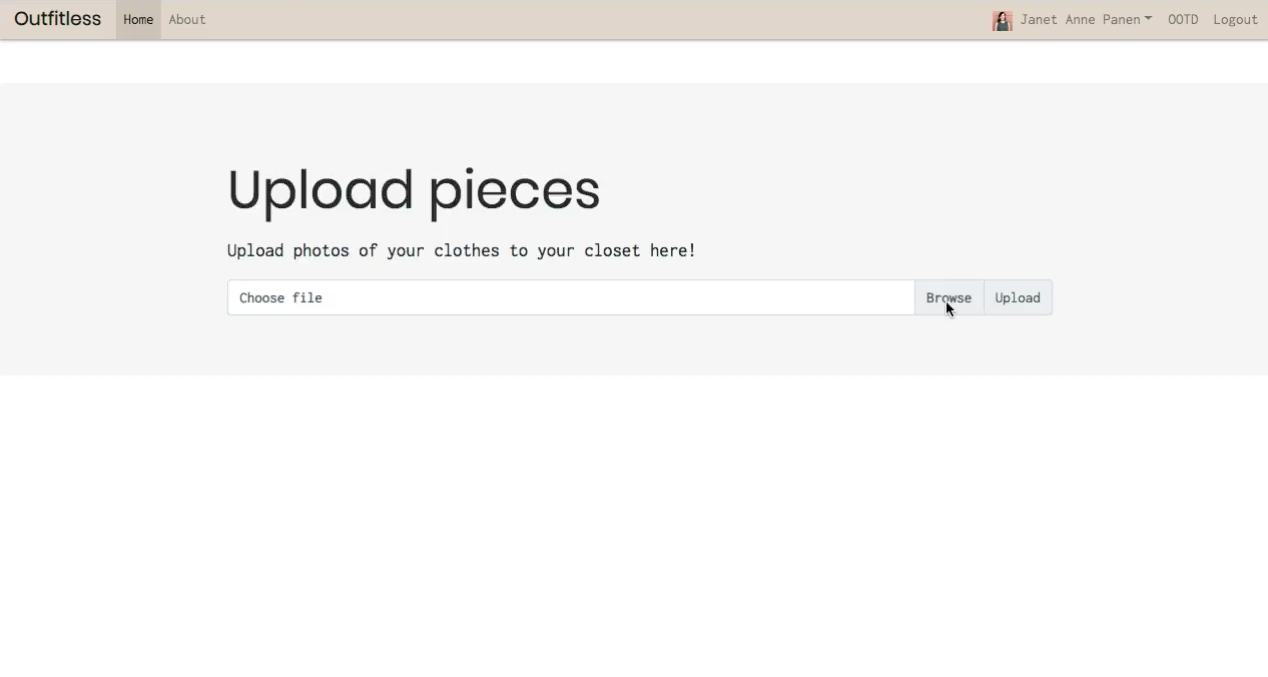 Outfitless Home About Janet Anne Panen OOTD Logout
Upload pieces
Upload photos of your clothes to your closet here!
Choose file Browse Upload